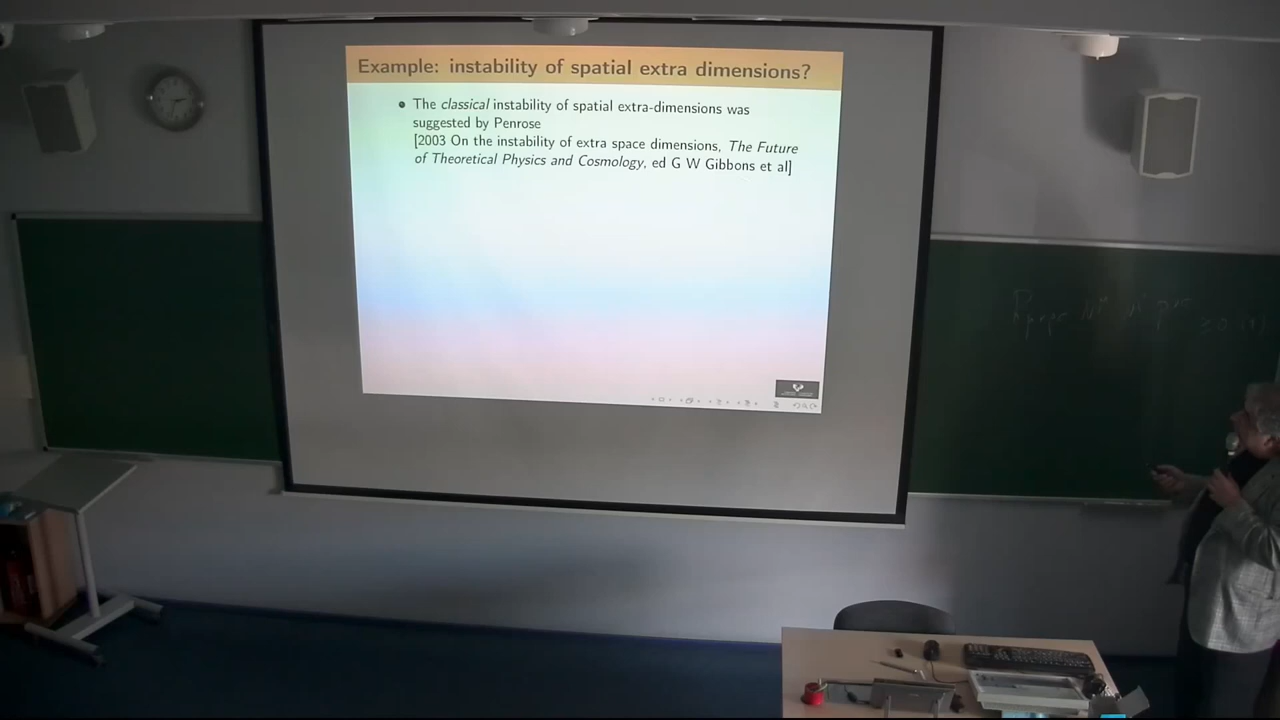 Example: instability of spatial extra dimensions?
• The classical instability of spatial extra-dimensions was
suggested by Penrose
[2003 On the instability of extra space dimensions, The Future
of Theoretical Physics and Cosmology, ed G W Gibbons et al]